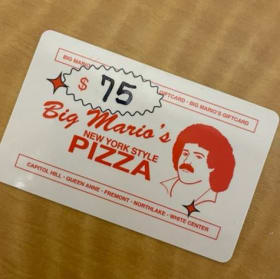 BIG MARIO'S GIFTCARD - BIG MARIO'S GIFTCARD
$ 75
Big Mario's
NEW YORK STYLE
PIZZA
CAPITOL HILL - QUEEN ANNE - FREMONT - NORTHLAKE - WHITE CENTER